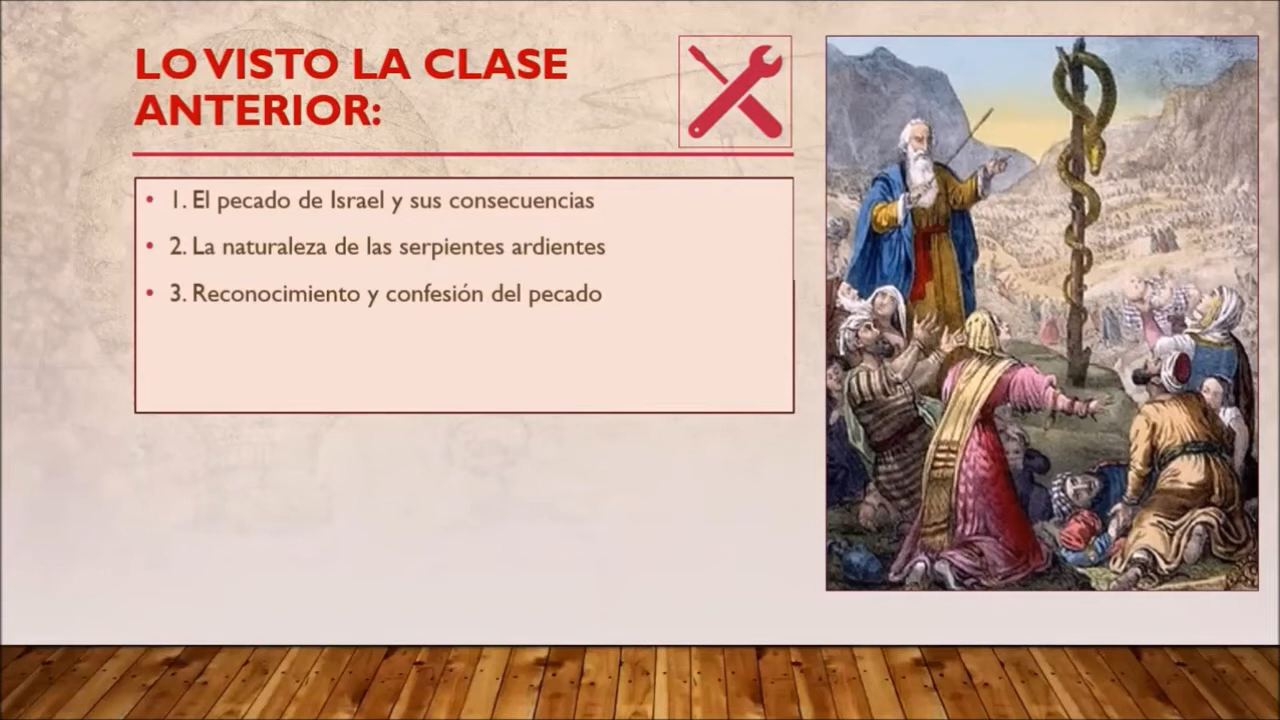 LO VISTO LA CLASE
ANTERIOR:
• 1. El pecado de Israel y sus consecuencias
• 2. La naturaleza de las serpientes ardientes
• 3. Reconocimiento y confesión del pecado